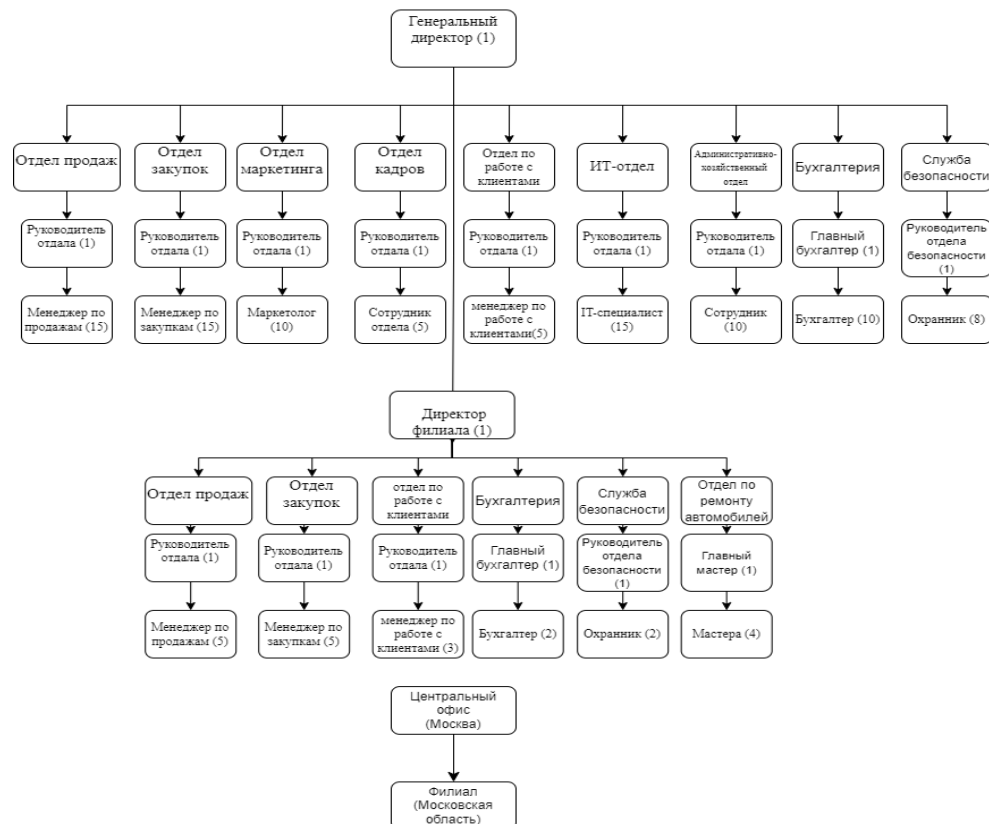 Генеральный
директор (1)
Отдел продаж
Отдел
закупок
Отдел
маркетинга
Отдел
кадров
Отдел по
работе с
клиентами
ИТ-отдел
Административно-
хозяйственный
отдел
Бухгалтерия
Служба
безопасности
Руководитель
отдала (1)
Руководитель
отдала (1)
Руководитель
отдала (1)
Руководитель
отдала (1)
Руководитель
отдала (1)
Руководитель
отдала (1)
Руководитель
отдала (1)
Главный
бухгалтер (1)
Руководитель
отдела
безопасности
(1)
Менеджер по
продажам (15)
Менеджер по
закупкам (15)
Маркетолог
(10)
Сотрудник
отдела (5)
менеджер по
работе с
клиентами(5)
IT-специалист
(15)
Сотрудник
(10)
Бухгалтер (10)
Охранник (8)
Директор
филиала (1)
Отдел продаж
Отдел
закупок
отдел по
работе с
клиентами
Бухгалтерия
Служба
безопасности
Отдел по
ремонту
автомобилей
Руководитель
отдала (1)
Руководитель
отдала (1)
Руководитель
отдала (1)
Главный
бухгалтер (1)
Руководитель
отдела
безопасности
(1)
Главный
мастер (1)
Менеджер по
продажам (5)
Менеджер по
закупкам (5)
менеджер по
работе с
клиентами (3)
Бухгалтер (2)
Охранник (2)
Мастера (4)
Центральный
офис
(Москва)
Филиал
(Московская
область)